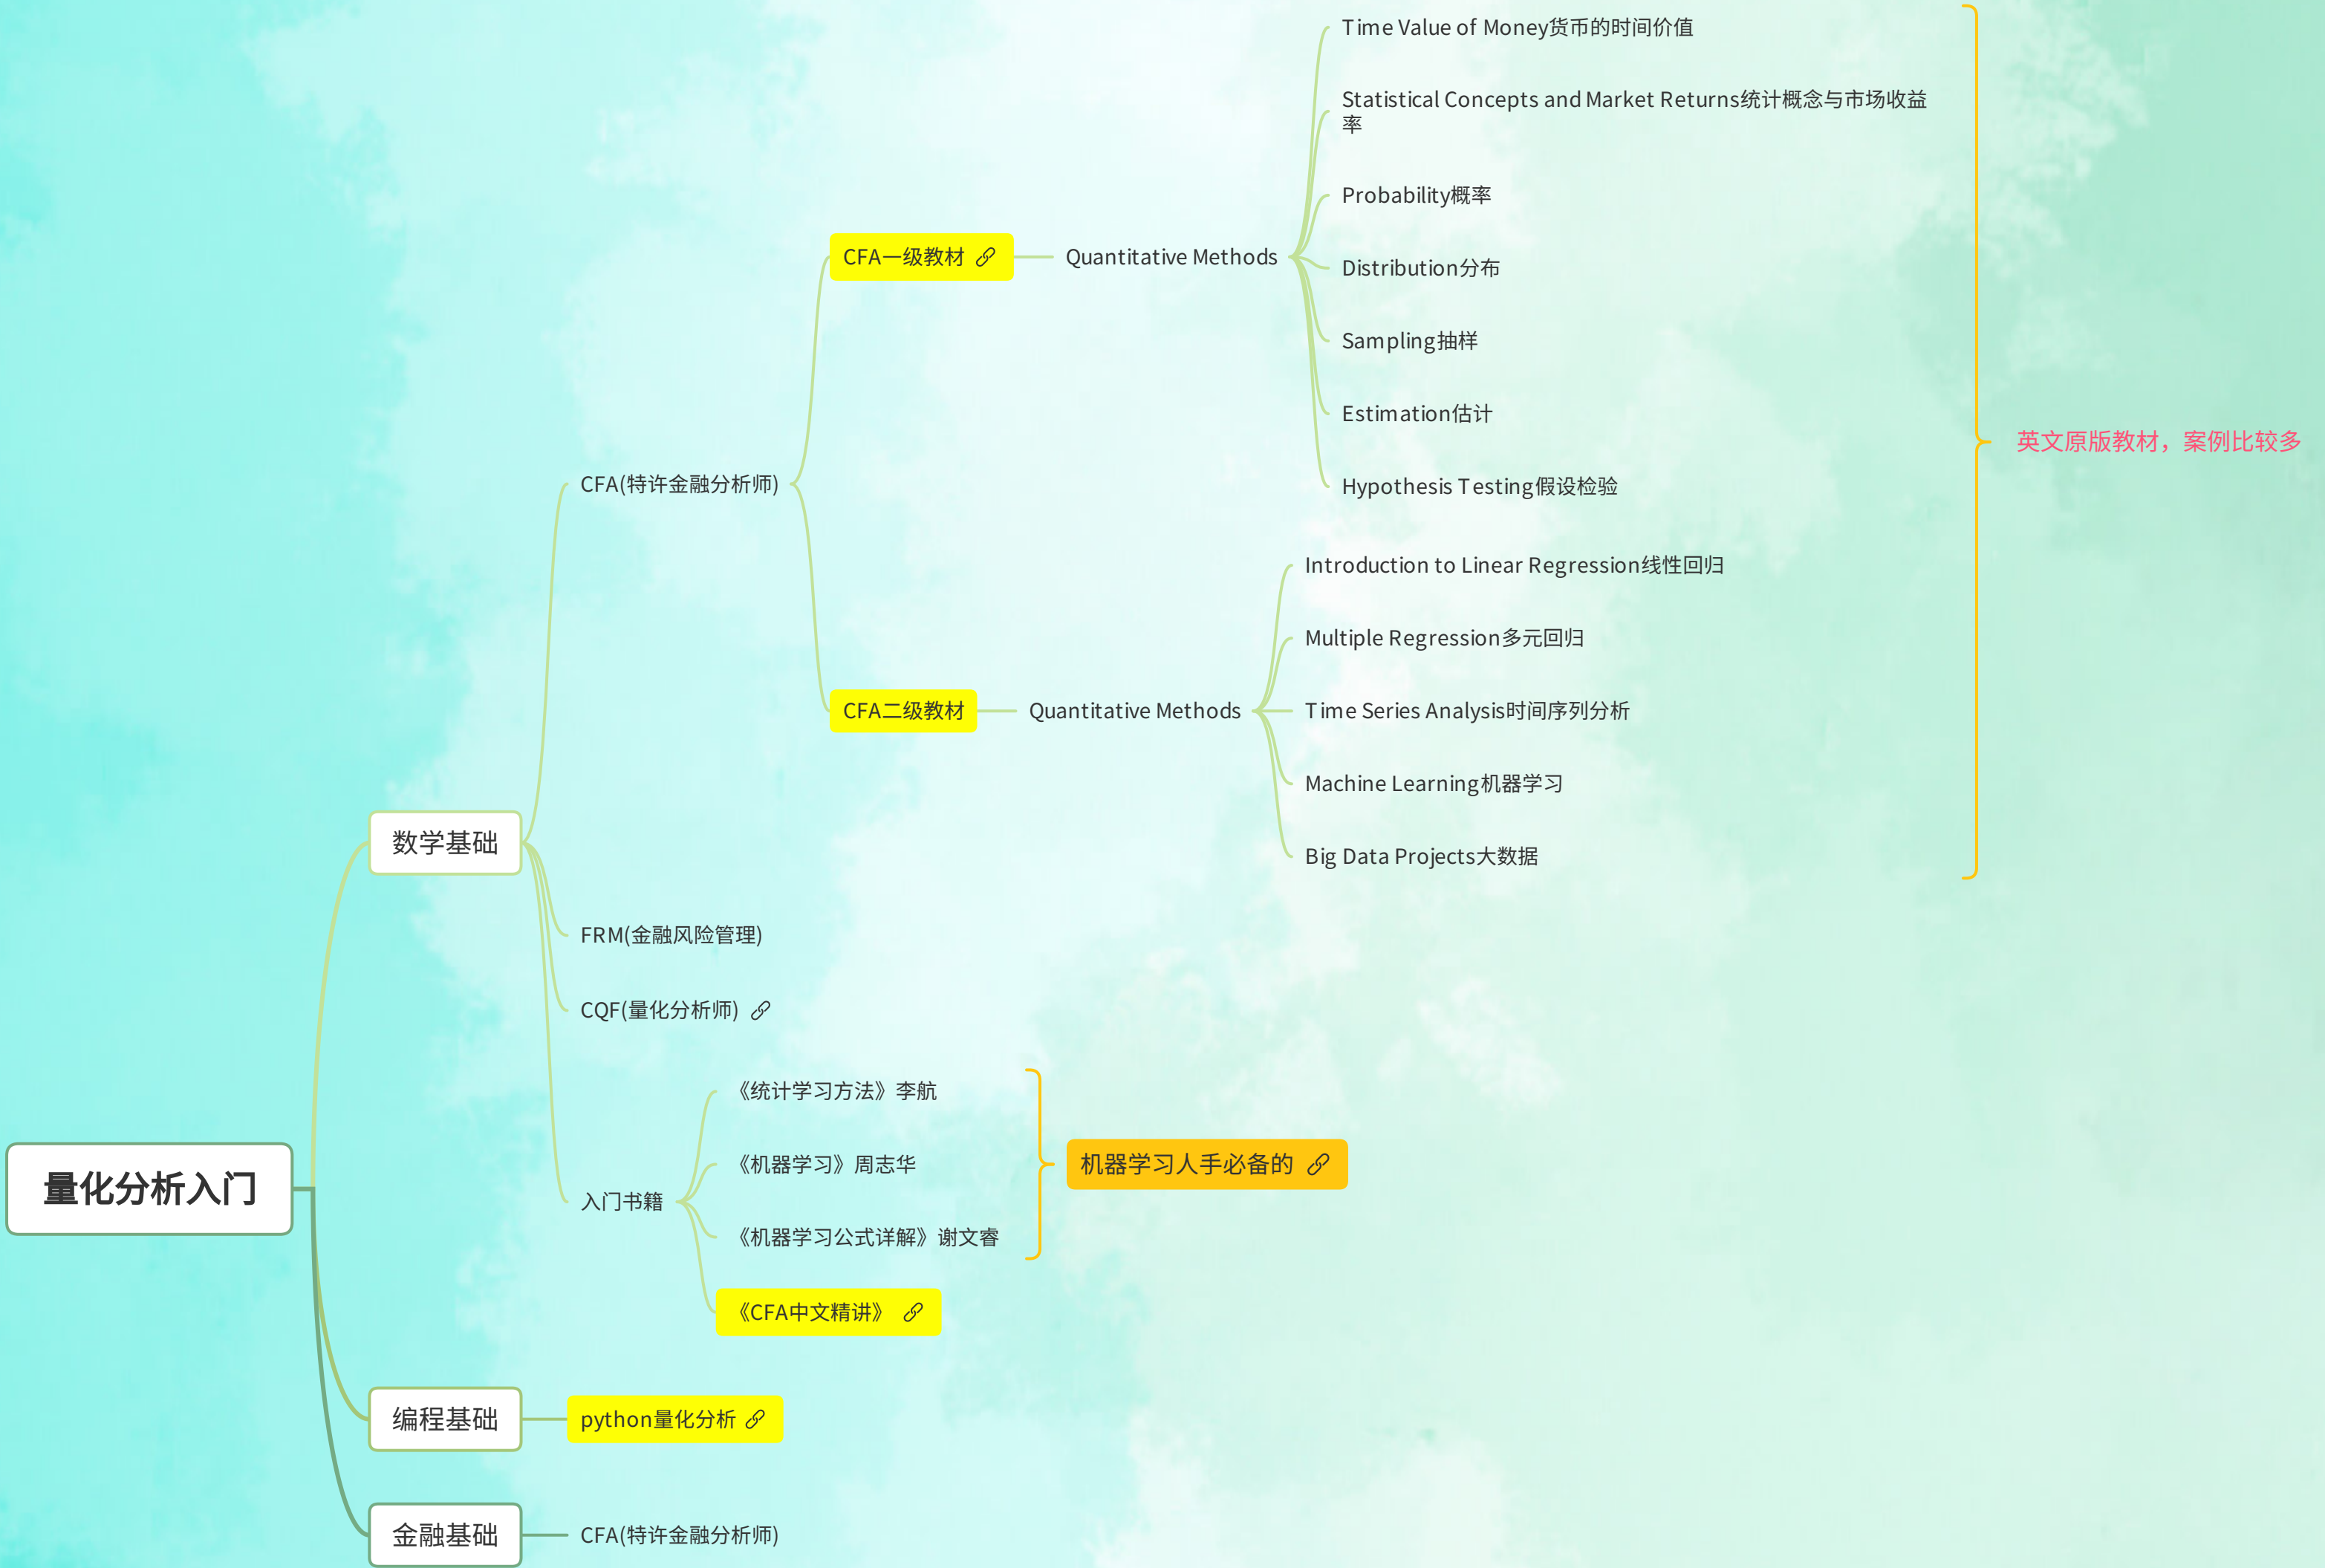 量化分析入门
数学基础
CFA(特许金融分析师)
CFA一级教材
Quantitative Methods
Time Value of Money货币的时间价值
Statistical Concepts and Market Returns统计概念与市场收益
率
Probability概率
Distribution分布
Sampling抽样
Estimation估计
Hypothesis Testing假设检验
CFA二级教材
Quantitative Methods
Introduction to Linear Regression线性回归
Multiple Regression多元回归
Time Series Analysis时间序列分析
Machine Learning机器学习
Big Data Projects大数据
英文原版教材，案例比较多
FRM(金融风险管理)
CQF(量化分析师)
入门书籍
《统计学习方法》李航
《机器学习》周志华
《机器学习公式详解》谢文睿
机器学习人手必备的
《CFA中文精讲》
编程基础
python量化分析
金融基础
CFA(特许金融分析师)